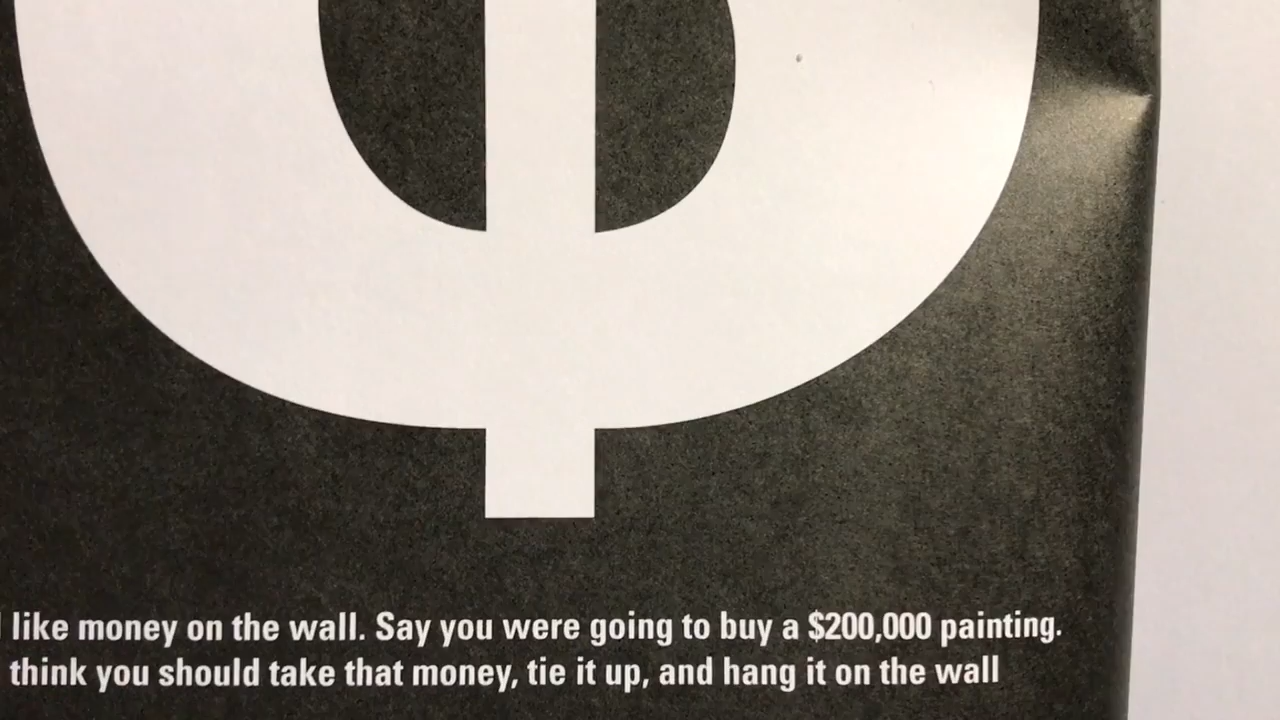 like money on the wall. Say you were going to buy a $200,000 painting.
think you should take that money, tie it up, and hang it on the wall